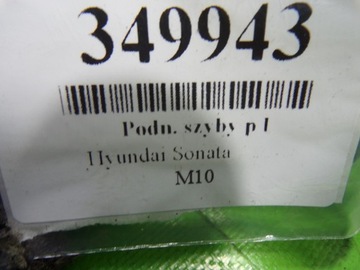 349943
Podn. szyby p l
Hyundai Sonata
M10